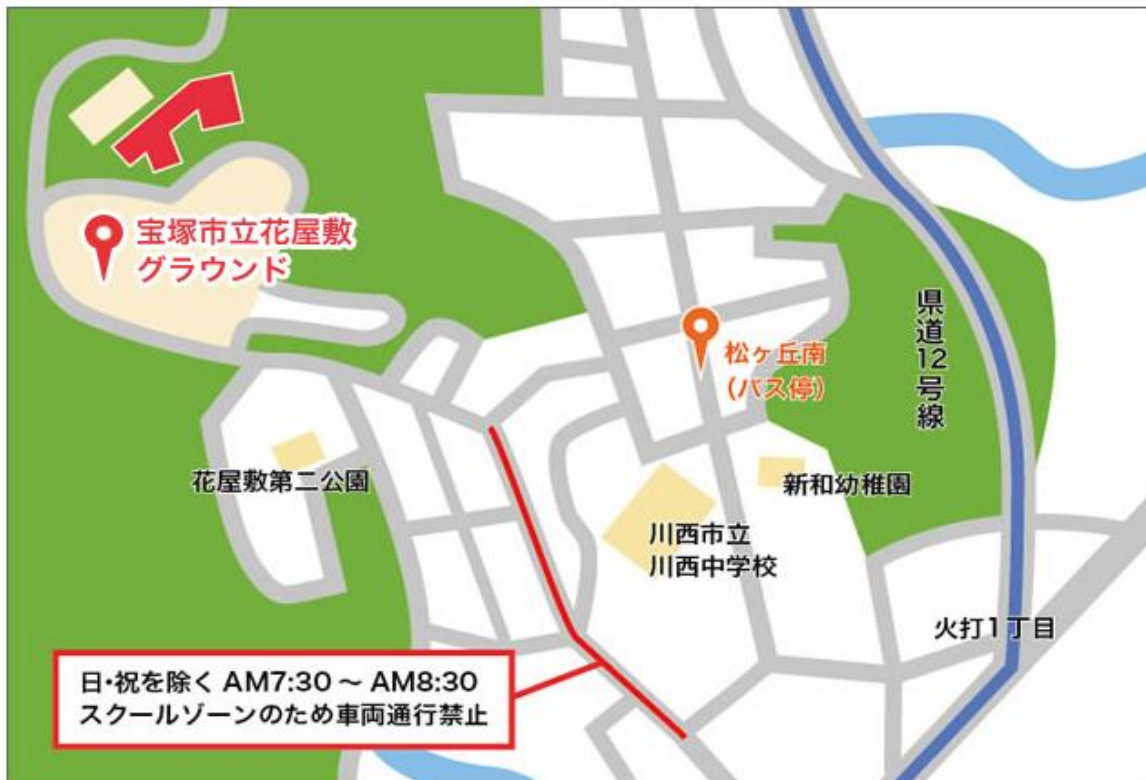 宝塚市立花屋敷
グラウンド
県道12号線
松ヶ丘南
(バス停)
花屋敷第二公園
新和幼稚園
川西市立
川西中学校
火打1丁目
日・祝を除く AM7:30 ～ AM8:30
スクールゾーンのため車両通行禁止